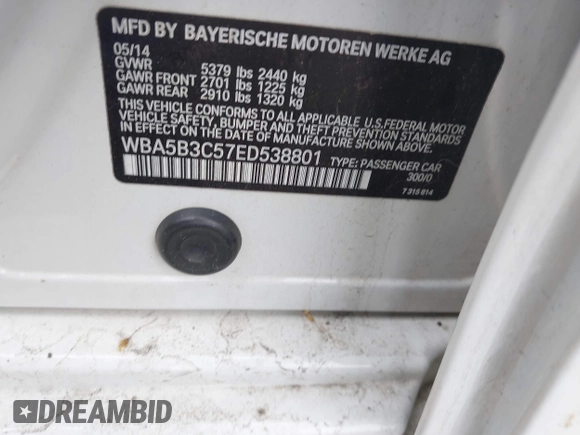 MFD BY BAYERISCHE MOTOREN WERKE AG
05/14
GVWR 5379 lbs 2440 kg
GAWR FRONT 2701 lbs 1225 kg
GAWR REAR 2910 lbs 1320 kg
THIS VEHICLE CONFORMS TO ALL APPLICABLE U.S. FEDERAL MOTOR
VEHICLE SAFETY, BUMPER, AND THEFT PREVENTION STANDARDS
IN EFFECT ON THE DATE OF MANUFACTURE SHOWN ABOVE.
WBA5B3C57ED538801 TYPE: PASSENGER CAR
300/0
7 315 614
DREAMBID